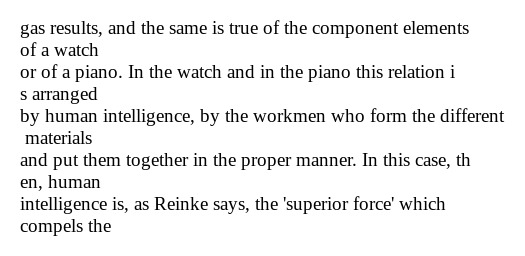 gas results, and the same is true of the component elements
of a watch
or of a piano. In the watch and in the piano this relation i
s arranged
by human intelligence, by the workmen who form the different
 materials
and put them together in the proper manner. In this case, th
en, human
intelligence is, as Reinke says, the 'superior force' which
compels the